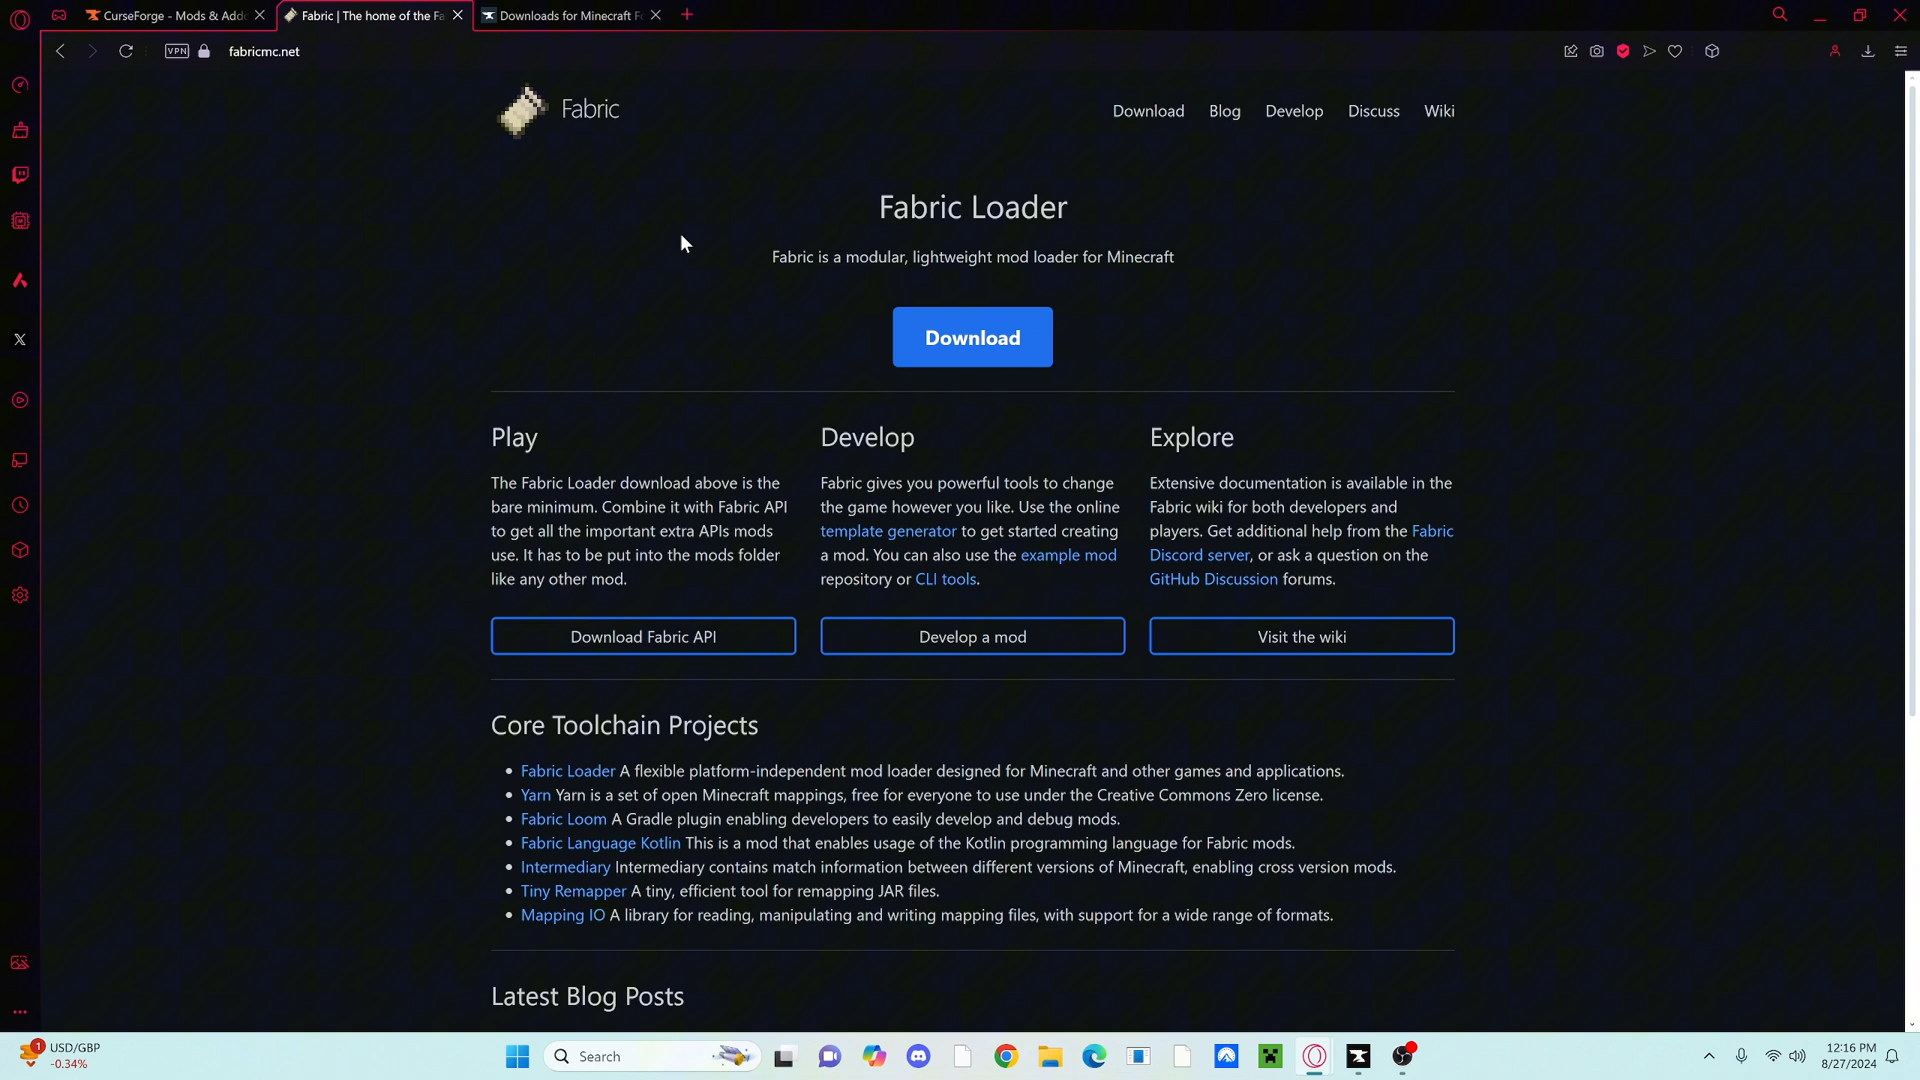 CurseForge - Mods & Addo
Fabric | The home of the Fa
Downloads for Minecraft Fo
VPN
fabricmc.net
Fabric
Download
Blog
Develop
Discuss
Wiki
Fabric Loader
Fabric is a modular, lightweight mod loader for Minecraft
Download
Play
The Fabric Loader download above is the
bare minimum. Combine it with Fabric API
to get all the important extra APIs mods
use. It has to be put into the mods folder
like any other mod.
Download Fabric API
Develop
Fabric gives you powerful tools to change
the game however you like. Use the online
template generator to get started creating
a mod. You can also use the example mod
repository or CLI tools.
Develop a mod
Explore
Extensive documentation is available in the
Fabric wiki for both developers and
players. Get additional help from the Fabric
Discord server, or ask a question on the
GitHub Discussion forums.
Visit the wiki
Core Toolchain Projects
• Fabric Loader A flexible platform-independent mod loader designed for Minecraft and other games and applications.
• Yarn Yarn is a set of open Minecraft mappings, free for everyone to use under the Creative Commons Zero license.
• Fabric Loom A Gradle plugin enabling developers to easily develop and debug mods.
• Fabric Language Kotlin This is a mod that enables usage of the Kotlin programming language for Fabric mods.
• Intermediary Intermediary contains match information between different versions of Minecraft, enabling cross version mods.
• Tiny Remapper A tiny, efficient tool for remapping JAR files.
• Mapping IO A library for reading, manipulating and writing mapping files, with support for a wide range of formats.
Latest Blog Posts
1
USD/GBP
-0.34%
Search
12:16 PM
8/27/2024